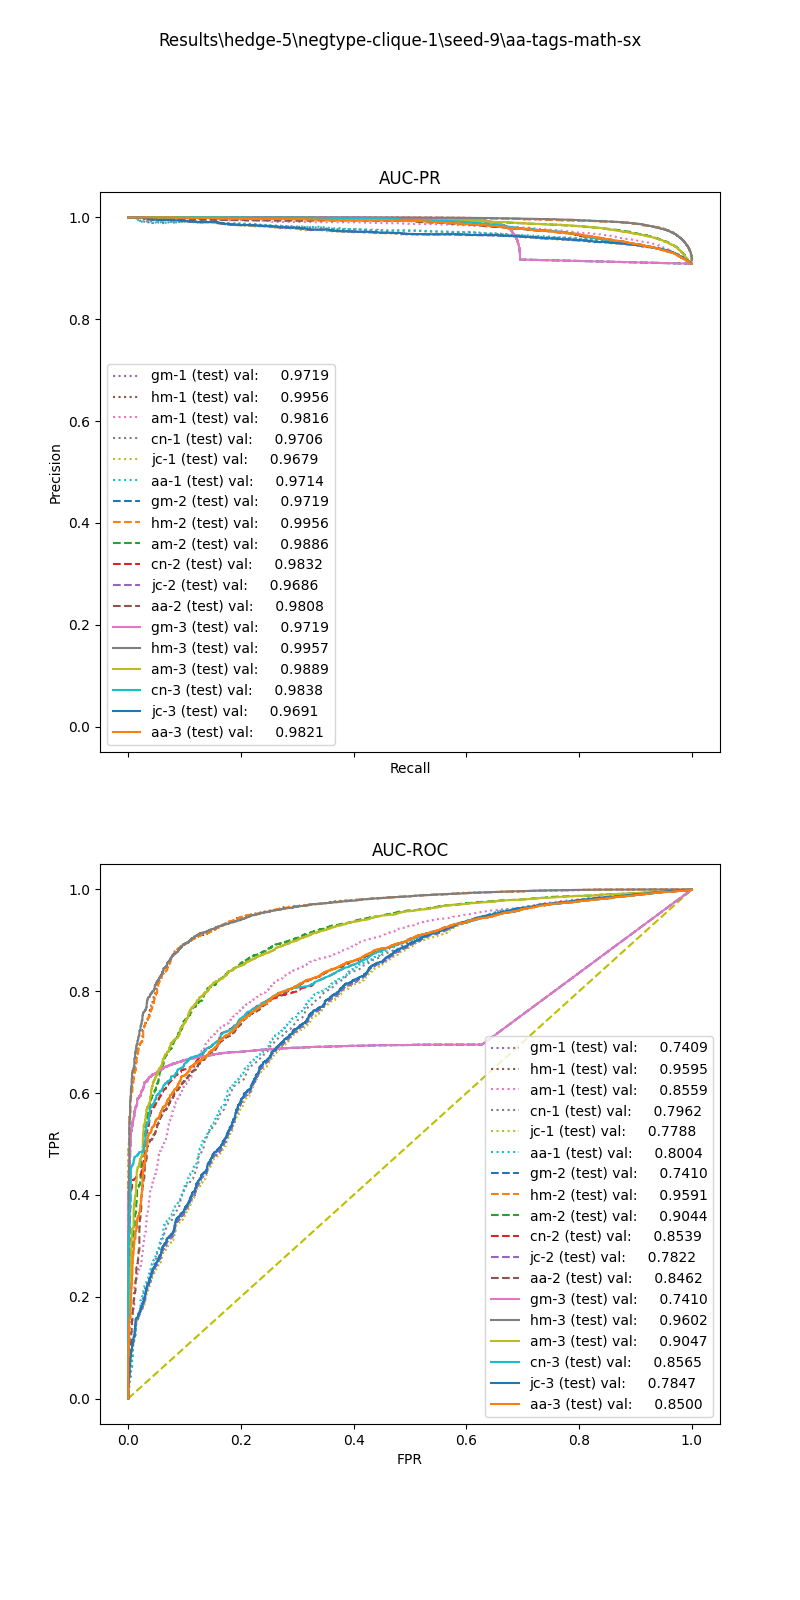 Results\hedge-5\negtype-clique-1\seed-9\aa-tags-math-sx
AUC-PR
1.0
0.8
0.6
0.4
0.2
0.0
Precision
gm-1 (test) val: 0.9719
hm-1 (test) val: 0.9956
am-1 (test) val: 0.9816
cn-1 (test) val: 0.9706
jc-1 (test) val: 0.9679
aa-1 (test) val: 0.9714
gm-2 (test) val: 0.9719
hm-2 (test) val: 0.9956
am-2 (test) val: 0.9886
cn-2 (test) val: 0.9832
jc-2 (test) val: 0.9686
aa-2 (test) val: 0.9808
gm-3 (test) val: 0.9719
hm-3 (test) val: 0.9957
am-3 (test) val: 0.9889
cn-3 (test) val: 0.9838
jc-3 (test) val: 0.9691
aa-3 (test) val: 0.9821
Recall
AUC-ROC
1.0
0.8
0.6
0.4
0.2
0.0
TPR
gm-1 (test) val: 0.7409
hm-1 (test) val: 0.9595
am-1 (test) val: 0.8559
cn-1 (test) val: 0.7962
jc-1 (test) val: 0.7788
aa-1 (test) val: 0.8004
gm-2 (test) val: 0.7410
hm-2 (test) val: 0.9591
am-2 (test) val: 0.9044
cn-2 (test) val: 0.8539
jc-2 (test) val: 0.7822
aa-2 (test) val: 0.8462
gm-3 (test) val: 0.7410
hm-3 (test) val: 0.9602
am-3 (test) val: 0.9047
cn-3 (test) val: 0.8565
jc-3 (test) val: 0.7847
aa-3 (test) val: 0.8500
0.0 0.2 0.4 0.6 0.8 1.0
FPR